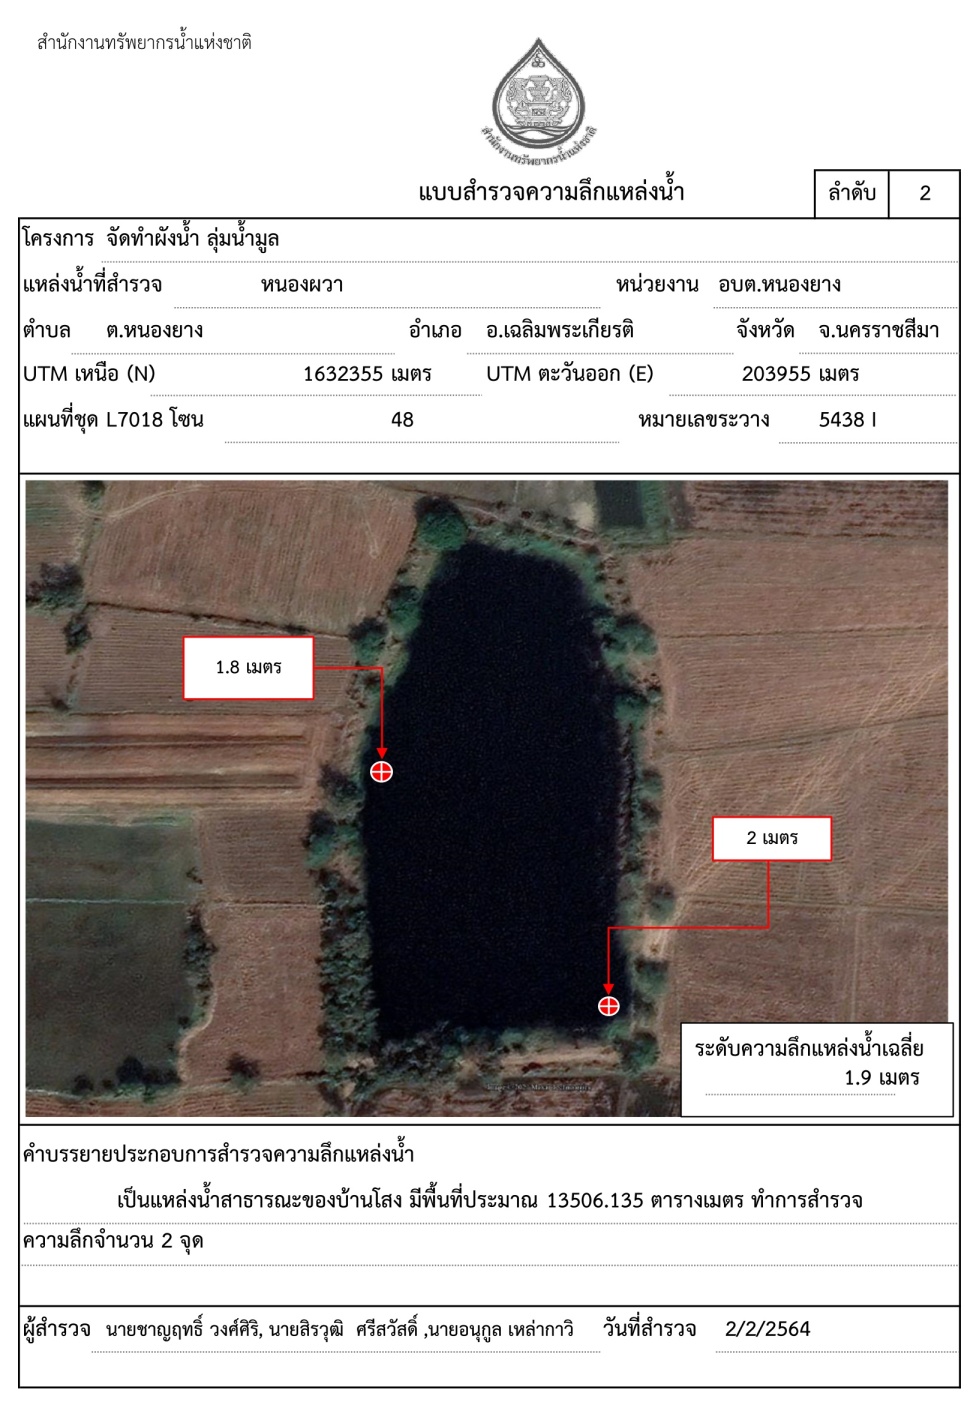 สำนักงานทรัพยากรน้ำแห่งชาติ
สำนักงานทรัพยากรน้ำแห่งชาติ
แบบสำรวจความลึกแหล่งน้ำ ลำดับ 2
โครงการ จัดทำผังน้ำ ลุ่มน้ำมูล
แหล่งน้ำที่สำรวจ หนองผวา หน่วยงาน อบต.หนองยาง
ตำบล ต.หนองยาง อำเภอ อ.เฉลิมพระเกียรติ จังหวัด จ.นครราชสีมา
UTM เหนือ (N) 1632355 เมตร UTM ตะวันออก (E) 203955 เมตร
แผนที่ชุด L7018 โซน 48 หมายเลขระวาง 5438 I
1.8 เมตร
2 เมตร
ระดับความลึกแหล่งน้ำเฉลี่ย
1.9 เมตร
คำบรรยายประกอบการสำรวจความลึกแหล่งน้ำ
เป็นแหล่งน้ำสาธารณะของบ้านโสง มีพื้นที่ประมาณ 13506.135 ตารางเมตร ทำการสำรวจ
ความลึกจำนวน 2 จุด
ผู้สำรวจ นายชาญฤทธิ์ วงศ์ศิริ, นายสิรวุฒิ ศรีสวัสดิ์ ,นายอนุกูล เหล่ากาวิ วันที่สำรวจ 2/2/2564